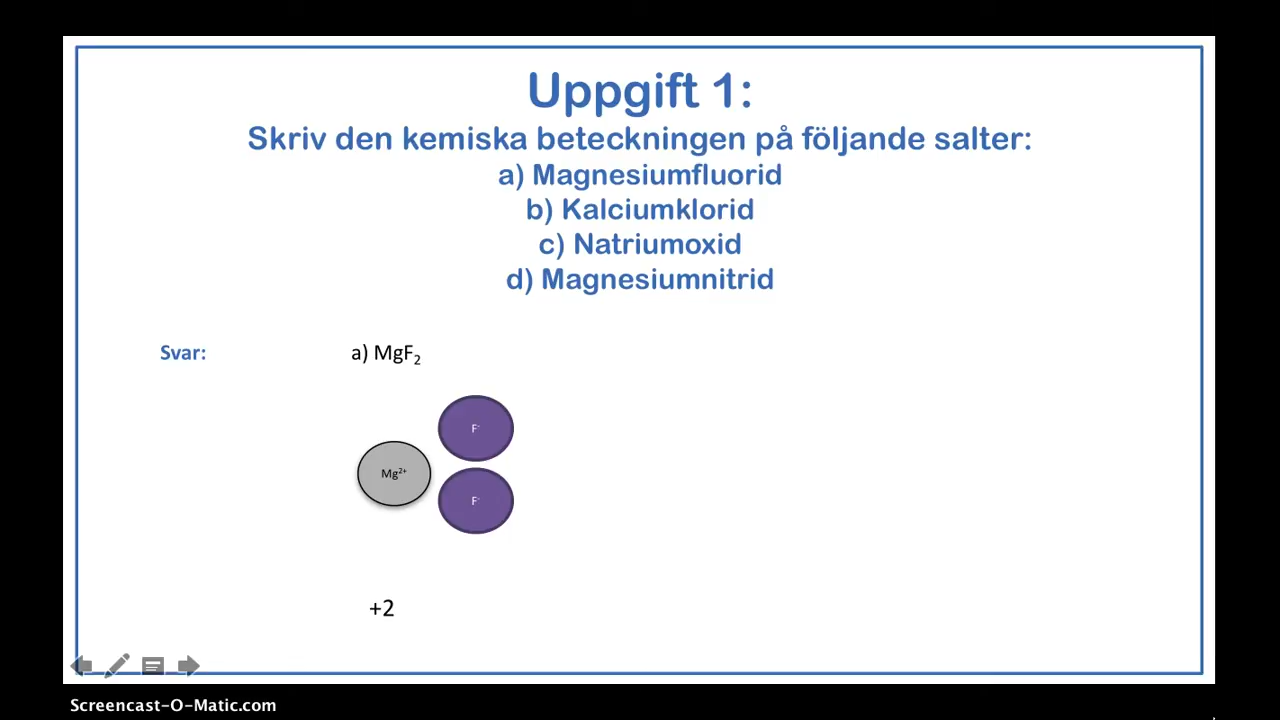 Uppgift 1:
Skriv den kemiska beteckningen på följande salter:
a) Magnesiumfluorid
b) Kalciumklorid
c) Natriumoxid
d) Magnesiumnitrid
Svar:
a) MgF₂
F⁻
Mg²⁺
F⁻
+2
Screencast-O-Matic.com